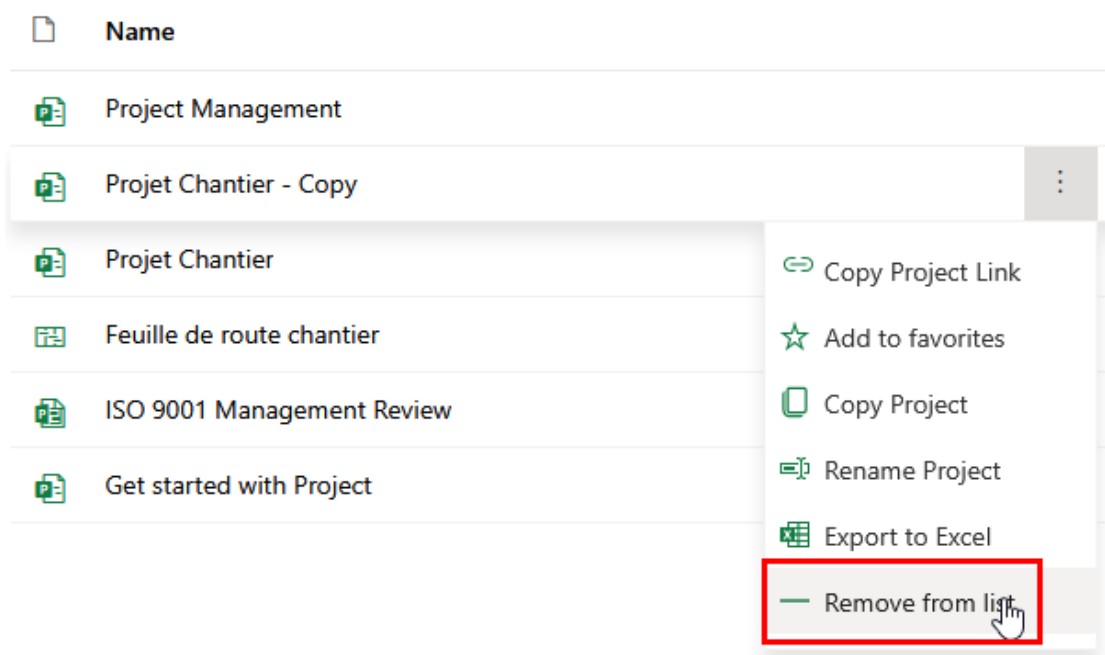 Name
Project Management
Projet Chantier - Copy
Projet Chantier
Feuille de route chantier
ISO 9001 Management Review
Get started with Project
Copy Project Link
Add to favorites
Copy Project
Rename Project
Export to Excel
Remove from list